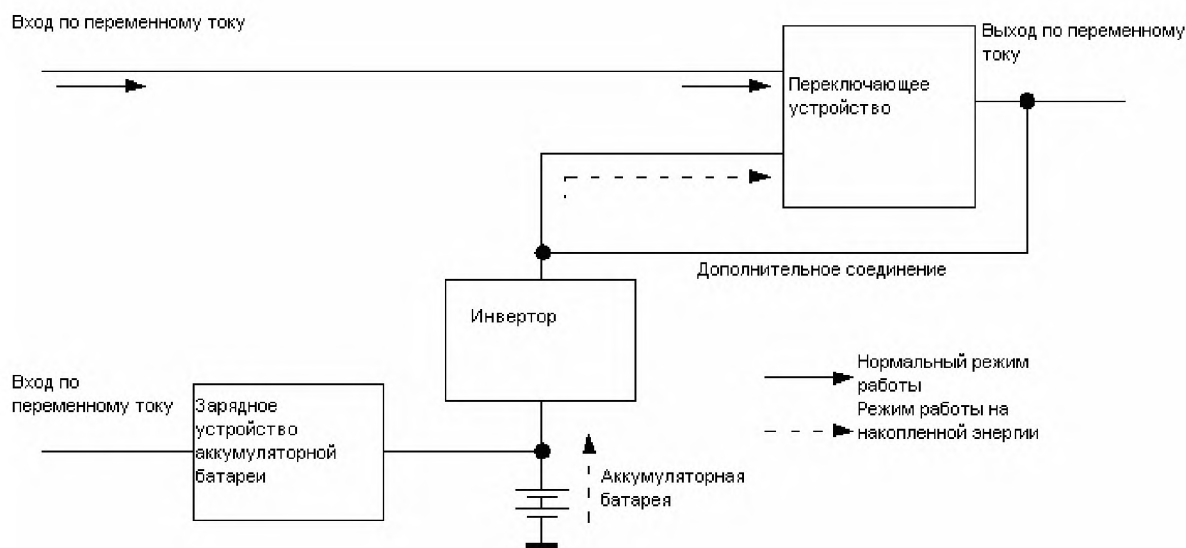 Вход по переменному току
Выход по переменному
току
Переключающее
устройство
Дополнительное соединение
Инвертор
Нормальный режим
работы
Режим работы на
накопленной энергии
Вход по
переменному току
Зарядное
устройство
аккумуляторной
батареи
Аккумуляторная
батарея